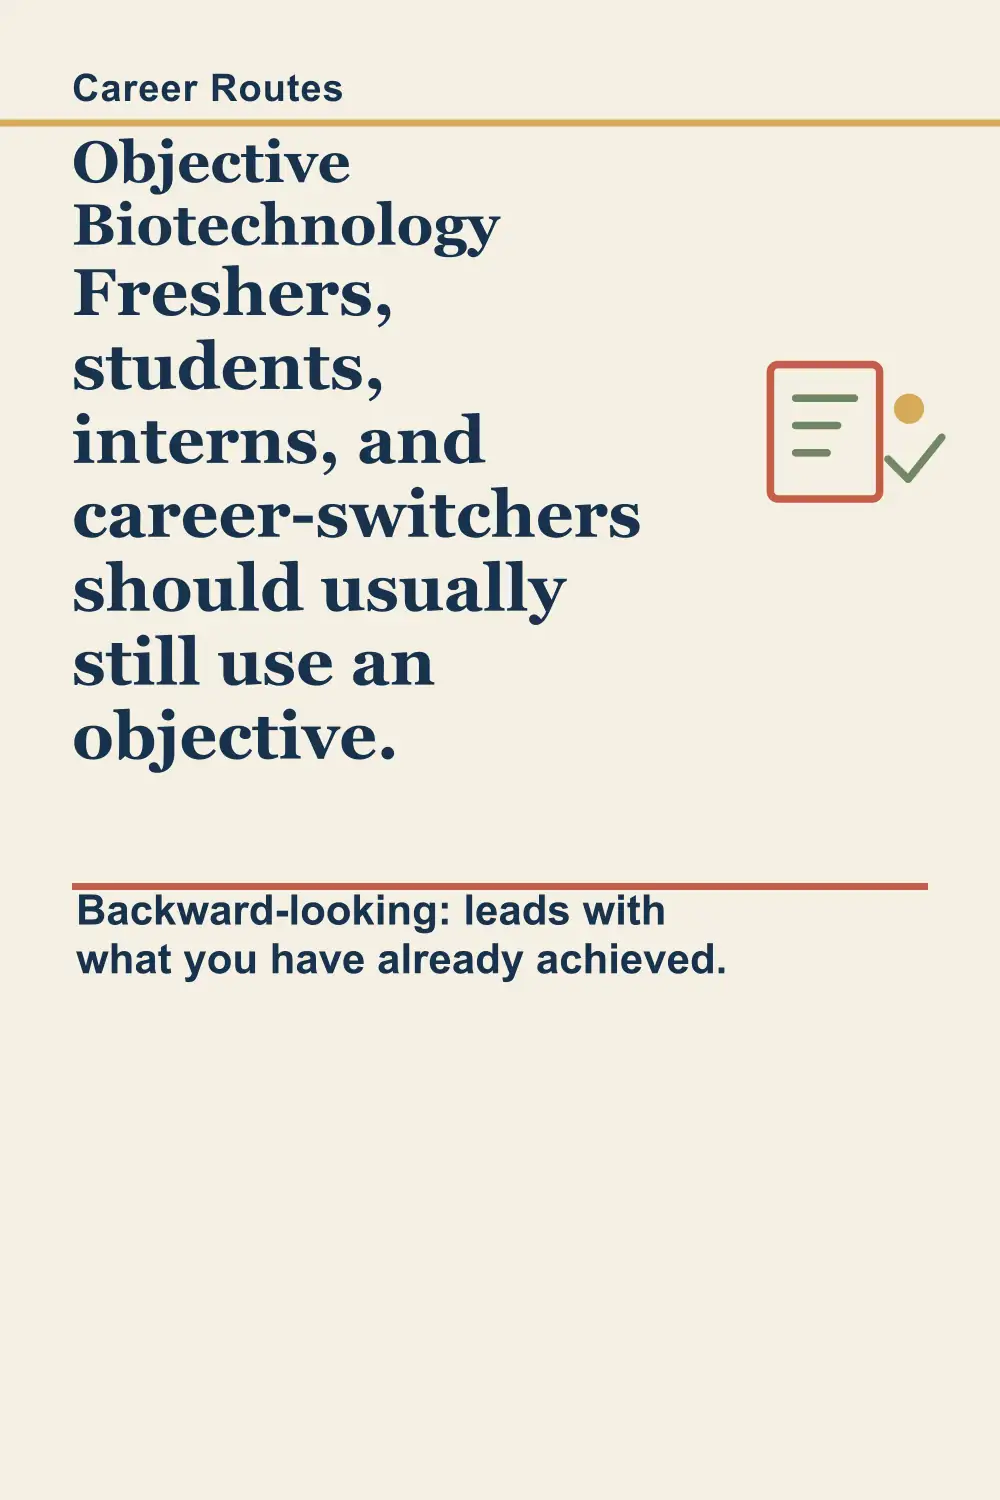 Career Routes
Objective
Biotechnology
Freshers,
students,
interns, and
career-switchers
should usually
still use an
objective.
Backward-looking: leads with
what you have already achieved.